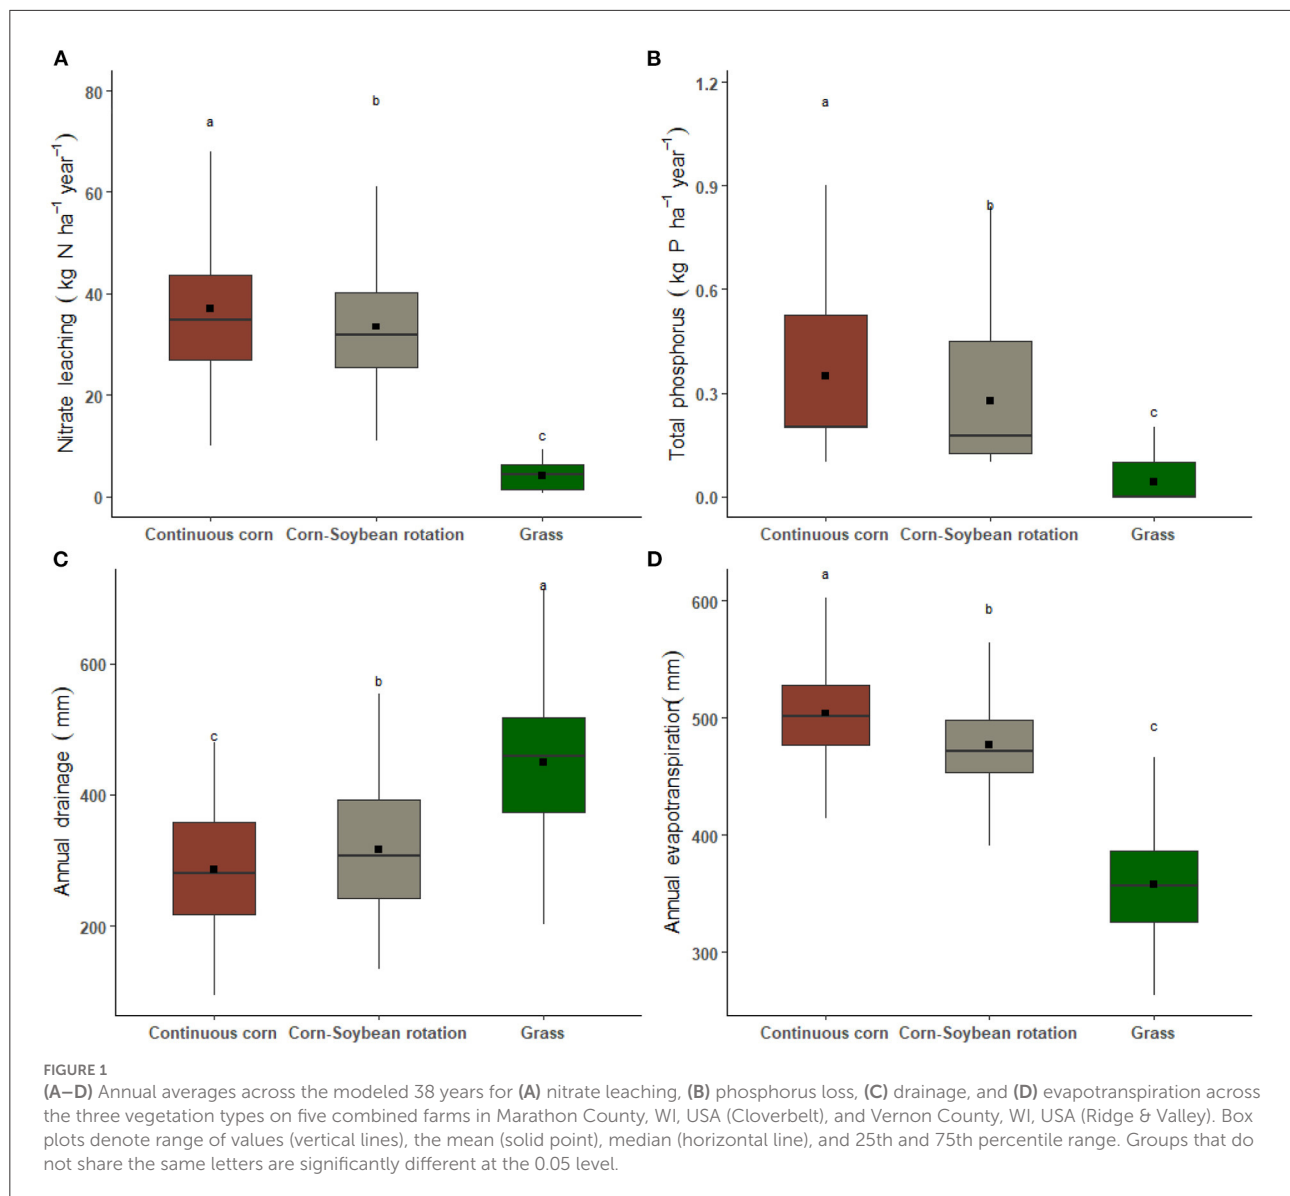 A
B
Nitrate leaching ( kg N ha⁻¹ year⁻¹)
80
60
40
20
0
a
b
c
Continuous corn
Corn-Soybean rotation
Grass
Total phosphorus ( kg P ha⁻¹ year⁻¹)
1.2
0.9
0.6
0.3
0.0
a
b
c
Continuous corn
Corn-Soybean rotation
Grass
C
D
Annual drainage ( mm)
600
400
200
c
b
a
Continuous corn
Corn-Soybean rotation
Grass
Annual evapotranspiration( mm)
600
500
400
300
a
b
c
Continuous corn
Corn-Soybean rotation
Grass
FIGURE 1
(A–D) Annual averages across the modeled 38 years for (A) nitrate leaching, (B) phosphorus loss, (C) drainage, and (D) evapotranspiration across
the three vegetation types on five combined farms in Marathon County, WI, USA (Cloverbelt), and Vernon County, WI, USA (Ridge & Valley). Box
plots denote range of values (vertical lines), the mean (solid point), median (horizontal line), and 25th and 75th percentile range. Groups that do
not share the same letters are significantly different at the 0.05 level.